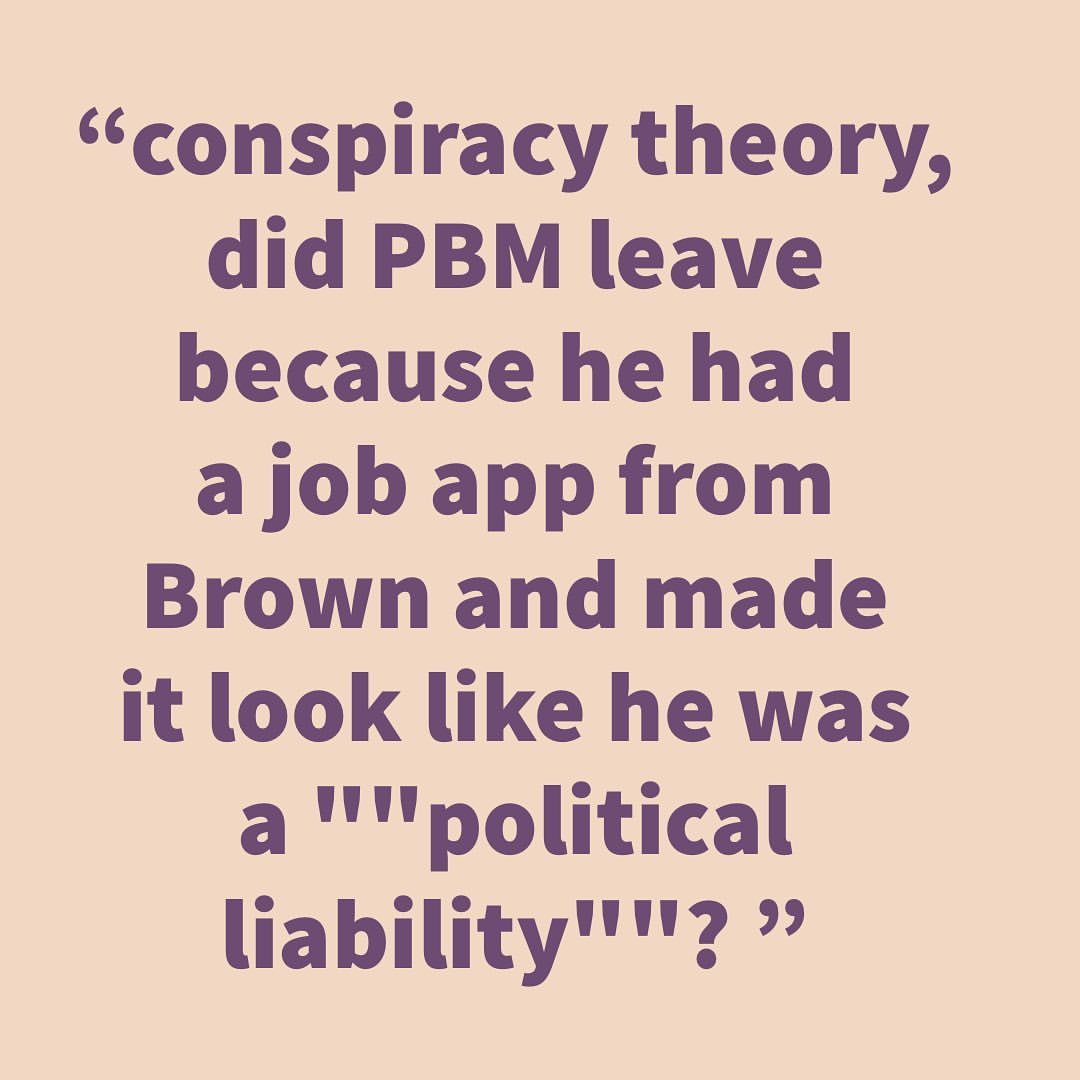 “conspiracy theory,
did PBM leave
because he had
a job app from
Brown and made
it look like he was
a ""political
liability""? ”